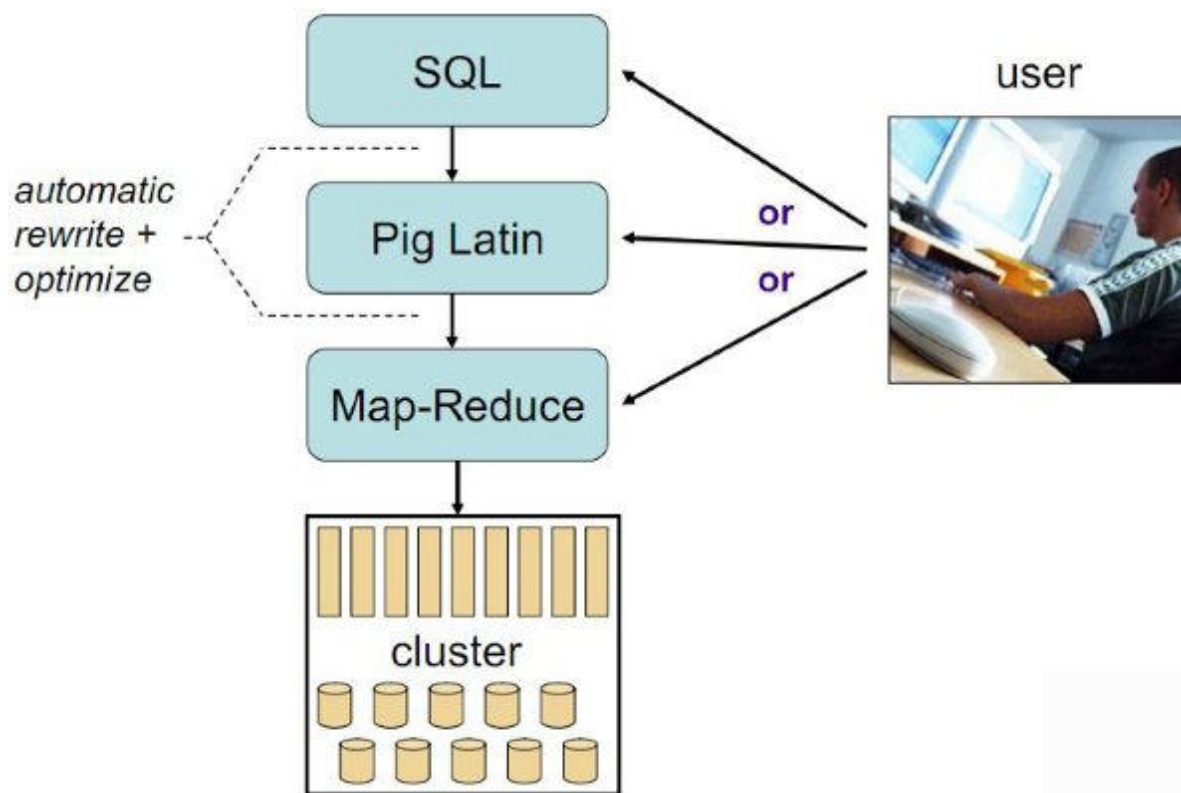 SQL
user
automatic
rewrite +
optimize
Pig Latin
or
or
Map-Reduce
cluster